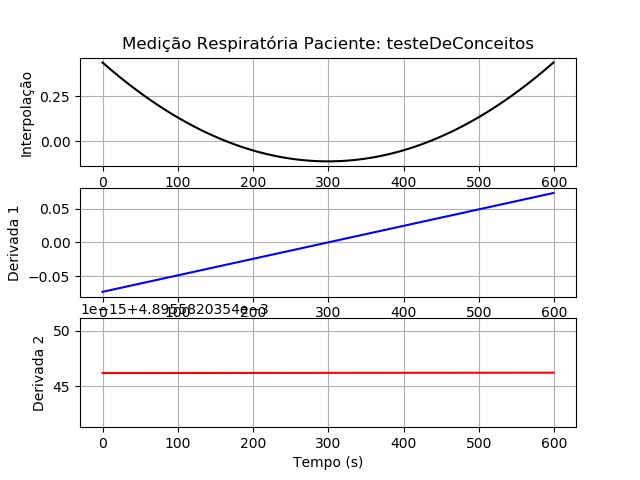 Medição Respiratória Paciente: testeDeConceitos
Interpolação
0.25
0.00
0 100 200 300 400 500 600
Derivada 1
0.05
0.00
−0.05
0 100 200 300 400 500 600
1e−15+4.8955820354e−3
Derivada 2
50
45
0 100 200 300 400 500 600
Tempo (s)